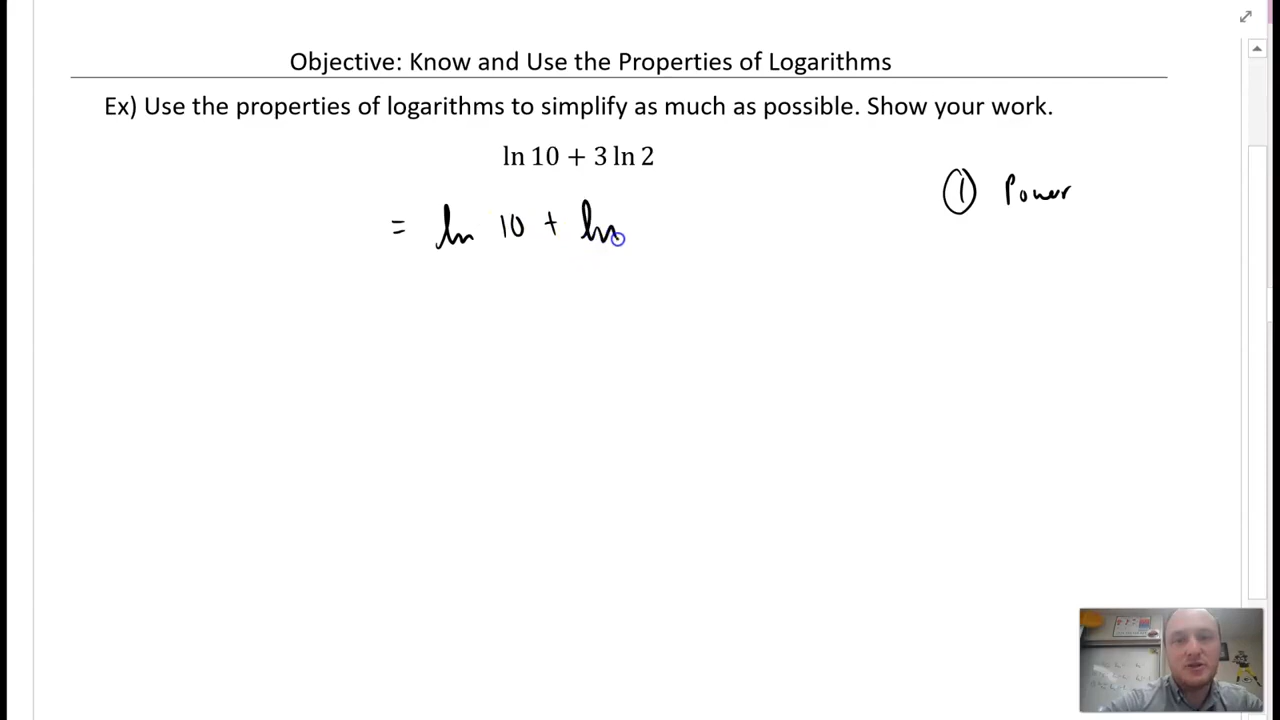 Objective: Know and Use the Properties of Logarithms
Ex) Use the properties of logarithms to simplify as much as possible. Show your work.
ln 10 + 3 ln 2
① Power
= ln 10 + ln